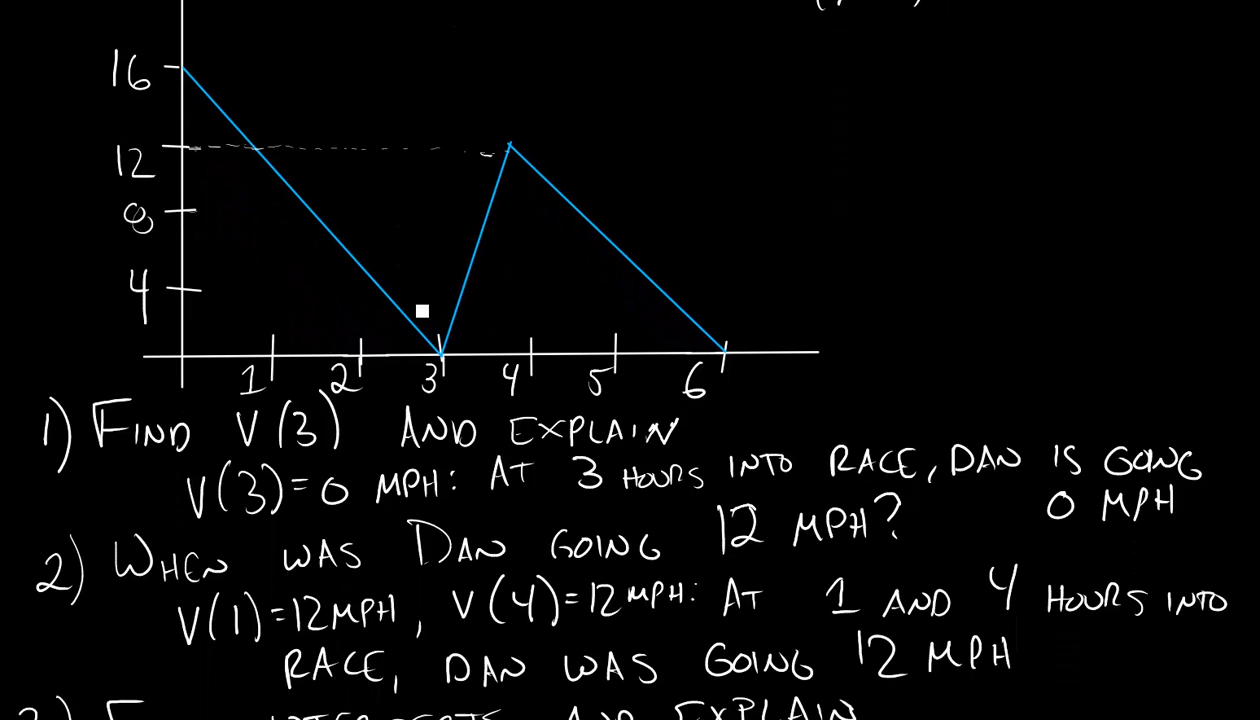 16
12
8
4
1 2 3 4 5 6
1) FIND V(3) AND EXPLAIN
V(3)=0 MPH: AT 3 HOURS INTO RACE, DAN IS GOING
0 MPH
2) WHEN WAS DAN GOING 12 MPH?
V(1)=12MPH, V(4)=12MPH: AT 1 AND 4 HOURS INTO
RACE, DAN WAS GOING 12 MPH
AND EXPLAIN